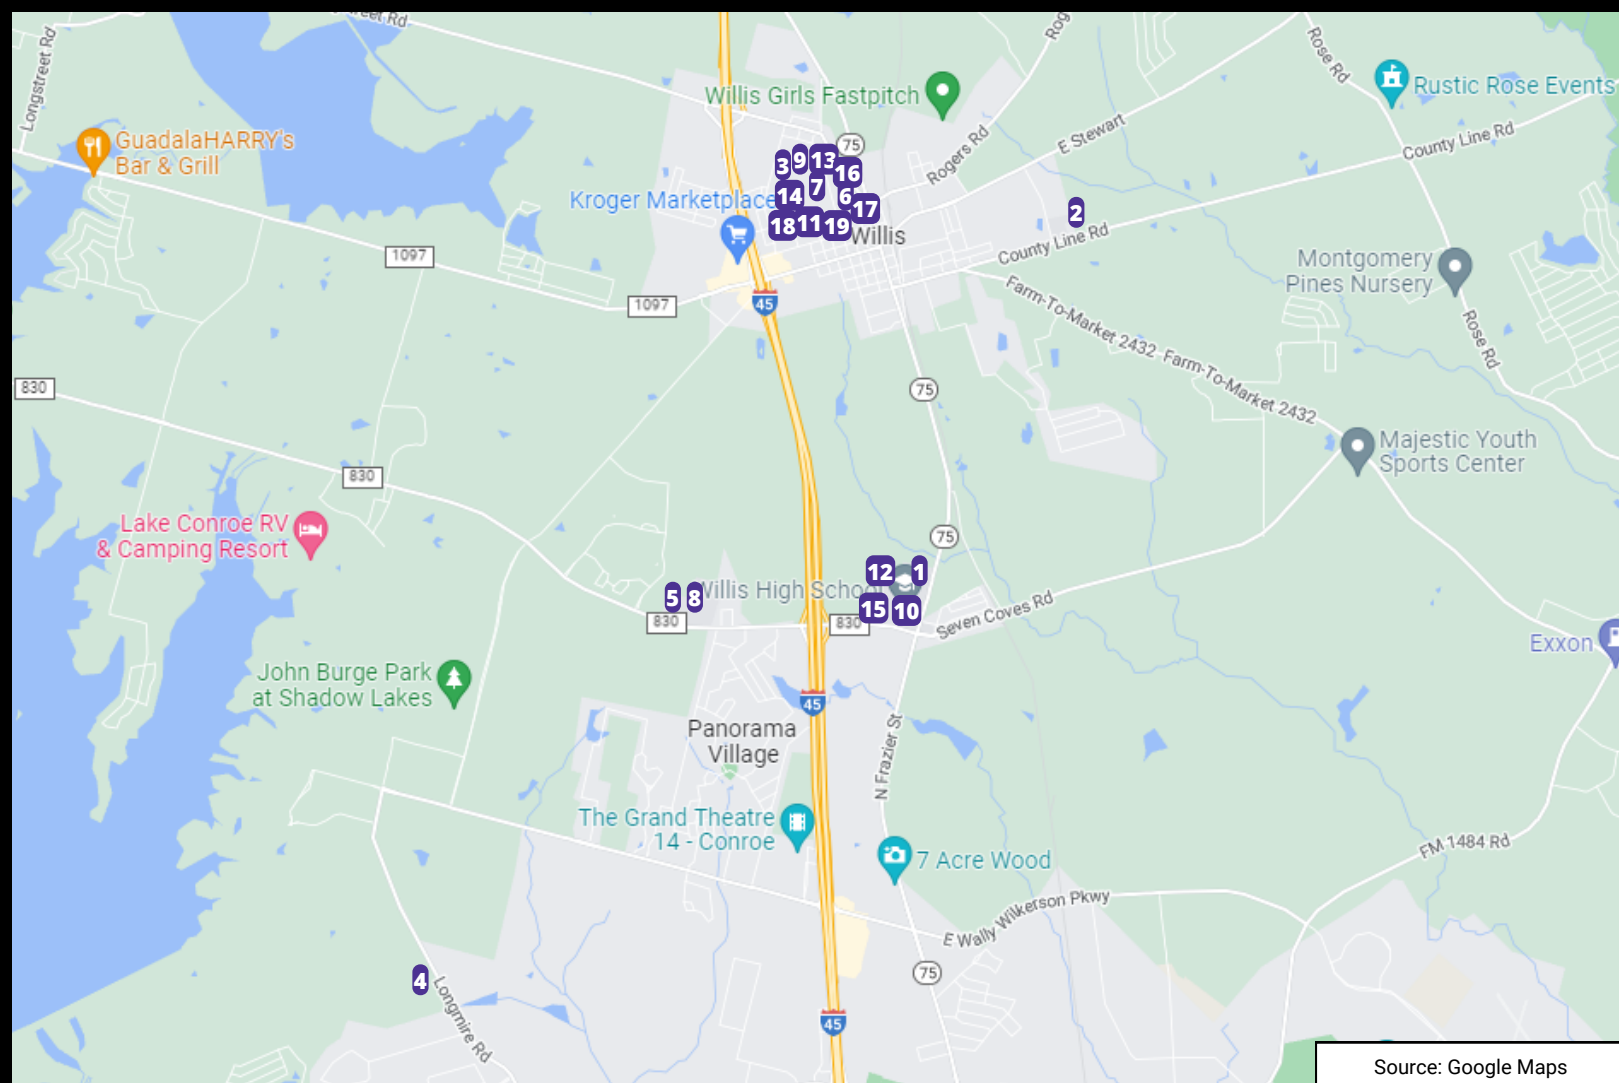 Longstreet Rd
Rose Rd
Rustic Rose Events
Willis Girls Fastpitch
GuadalaHARRY's
Bar & Grill
75
E Stewart
County Line Rd
Rogers Rd
3
9
13
16
7
14
6
17
18
11
19
2
Kroger Marketplace
Willis
County Line Rd
1097
1097
45
Montgomery
Pines Nursery
Farm-To-Market 2432
Farm-To-Market 2432
Rose Rd
830
75
Majestic Youth
Sports Center
830
Lake Conroe RV
& Camping Resort
75
12
1
Willis High School
5
8
15
10
830
830
Seven Coves Rd
Exxon
John Burge Park
at Shadow Lakes
45
Panorama
Village
N Frazier St
The Grand Theatre
14 - Conroe
7 Acre Wood
FM 1484 Rd
E Wally Wilkerson Pkwy
75
4
Longmire Rd
45
Source: Google Maps